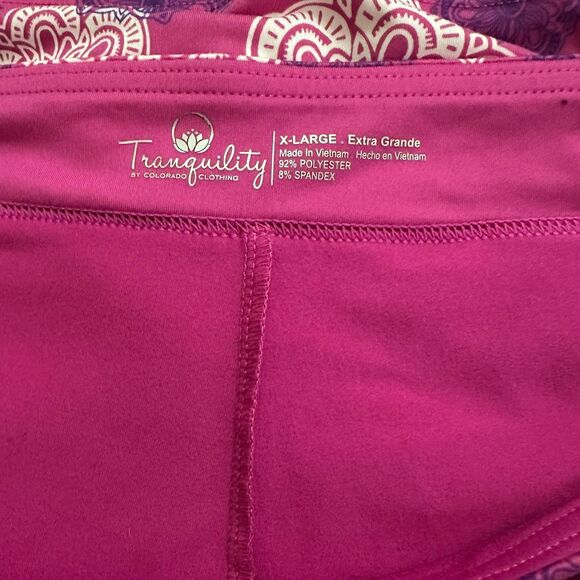 Tranquility
BY COLORADO CLOTHING
X-LARGE . Extra Grande
Made In Vietnam . Hecho en Vietnam
92% POLYESTER
8% SPANDEX